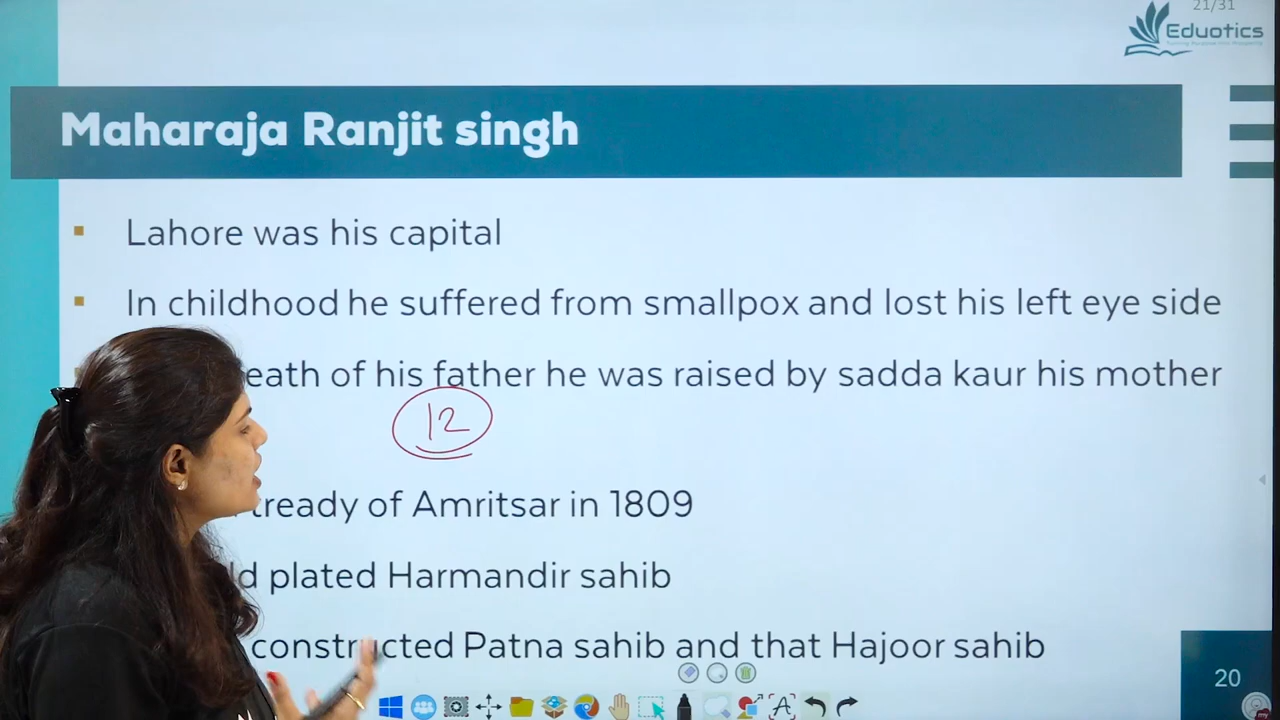 21/31
Eduotics
Maharaja Ranjit singh
Lahore was his capital
In childhood he suffered from smallpox and lost his left eye side
eath of his father he was raised by sadda kaur his mother
12
tready of Amritsar in 1809
ld plated Harmandir sahib
constructed Patna sahib and that Hajoor sahib
20